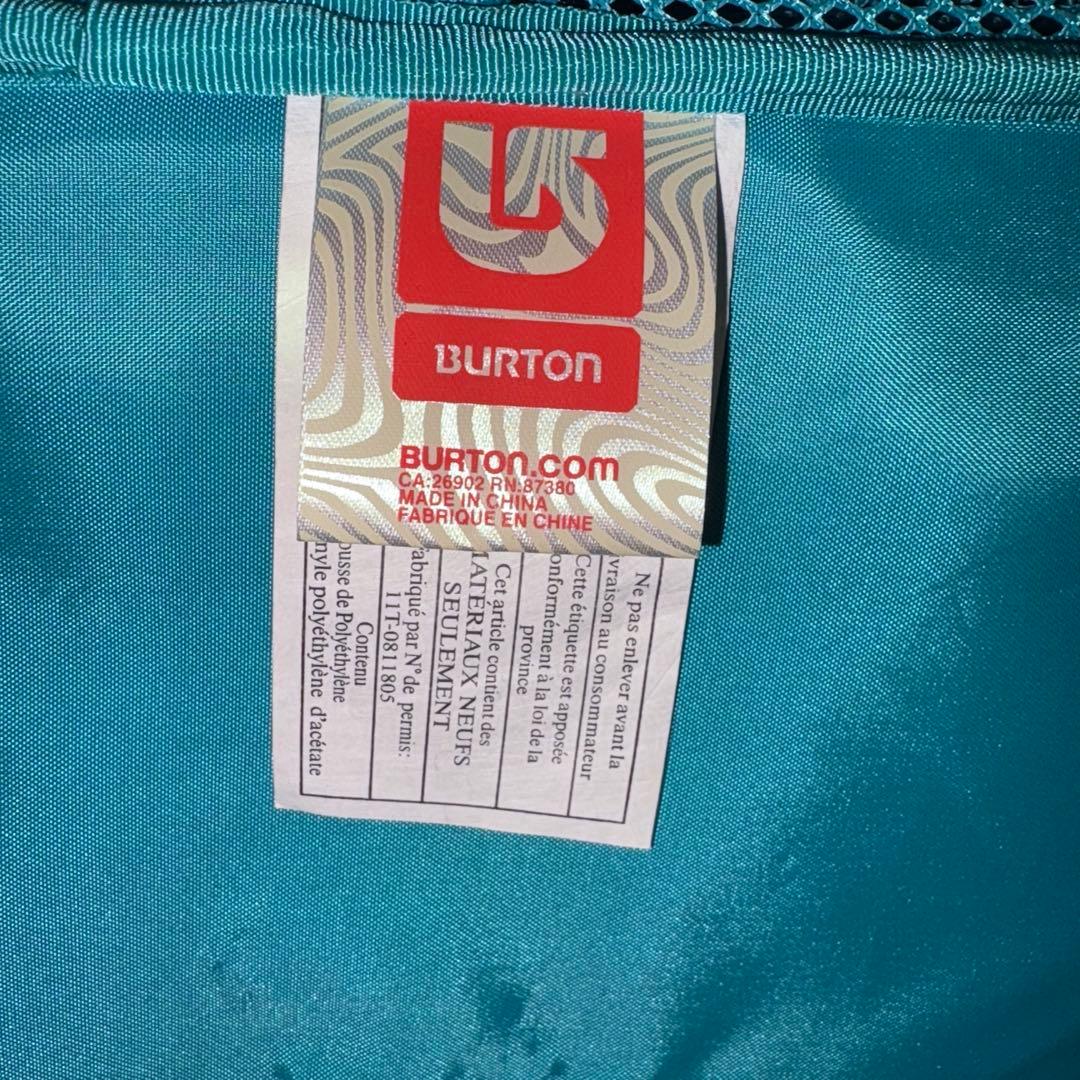 BURTON
BURTON.COM
CA:26902 RN:87380
MADE IN CHINA
FABRIQUE EN CHINE
Ne pas enlever avant la
vraison au consommateur
Cette étiquette est apposée
onformément à la loi de la
province
Cet article contient des
MATÉRIAUX NEUFS
SEULEMENT
abriqué par N° de permis:
11T-0811805
Contenu
ousse de Polyéthylène
nyle polyéthylène d'acétate